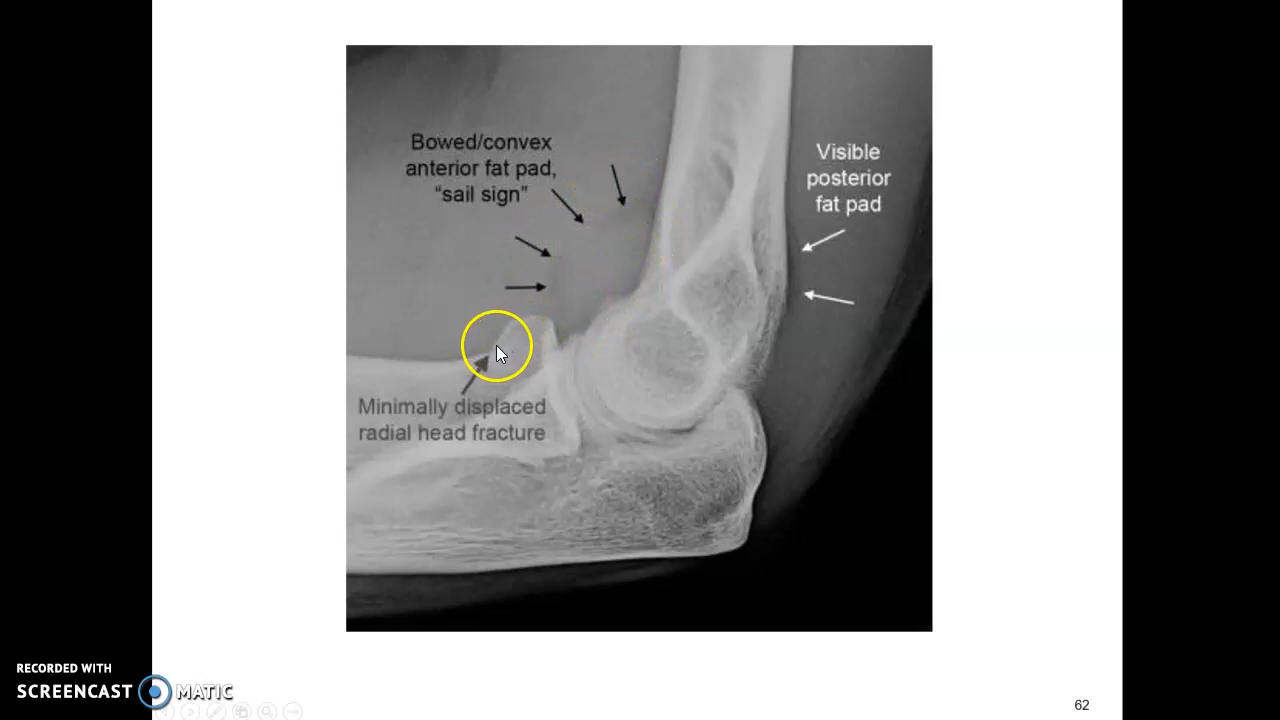 Bowed/convex
anterior fat pad,
“sail sign”
Visible
posterior
fat pad
Minimally displaced
radial head fracture
RECORDED WITH
SCREENCAST MATIC
62